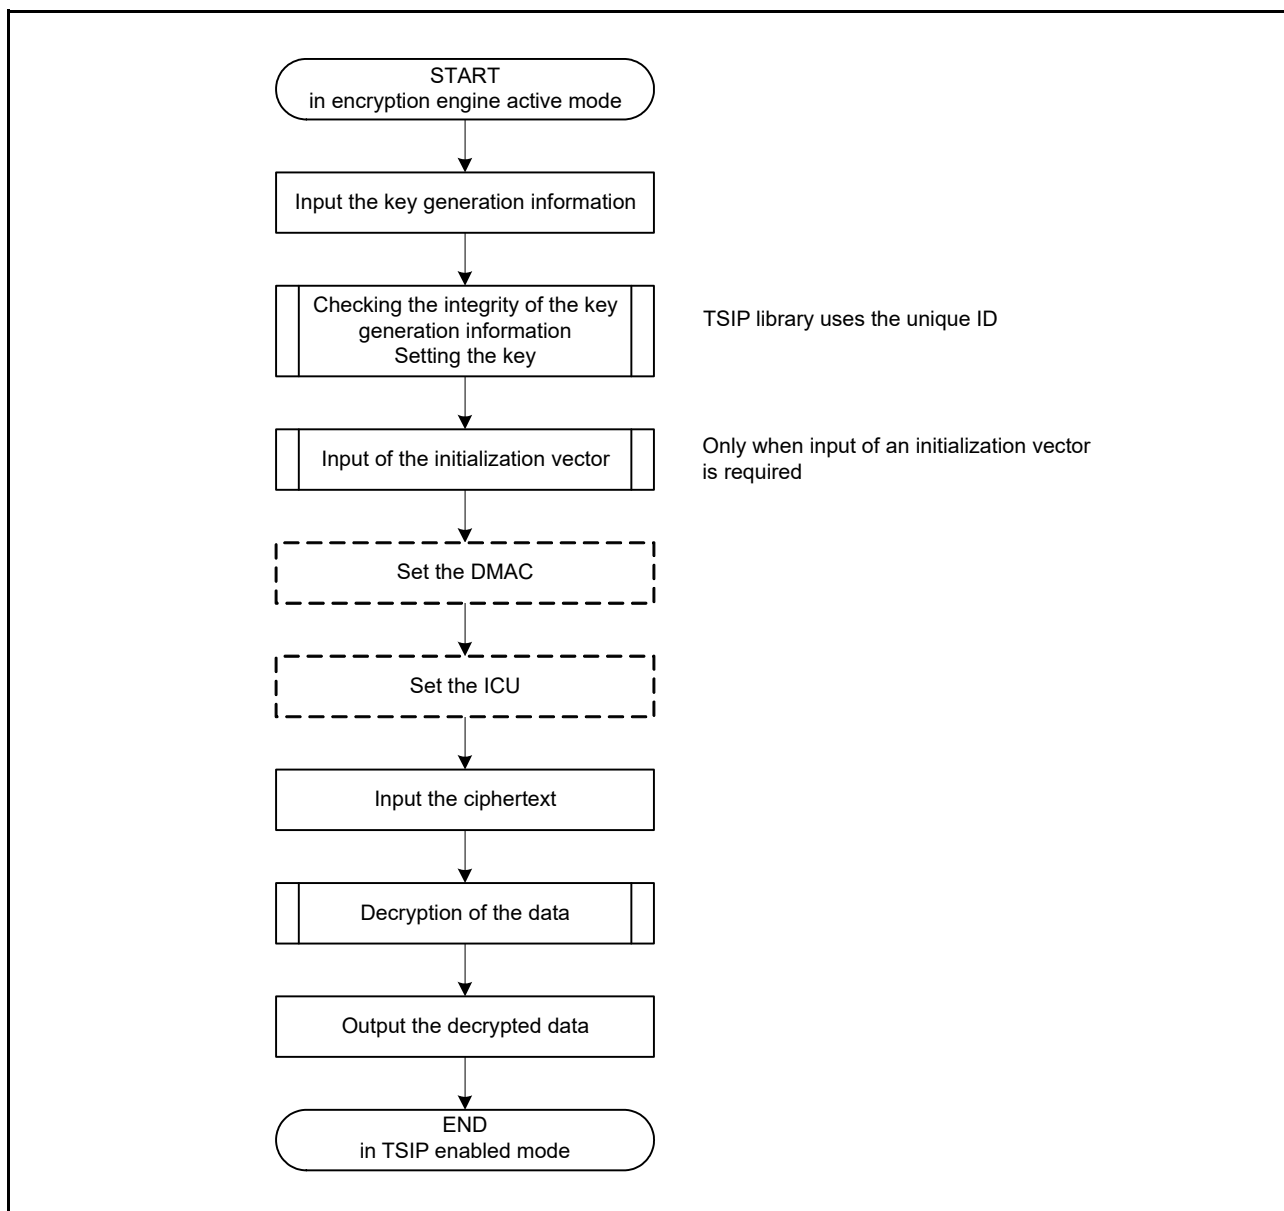 START
in encryption engine active mode
Input the key generation information
Checking the integrity of the key
generation information
Setting the key
TSIP library uses the unique ID
Input of the initialization vector
Only when input of an initialization vector
is required
Set the DMAC
Set the ICU
Input the ciphertext
Decryption of the data
Output the decrypted data
END
in TSIP enabled mode